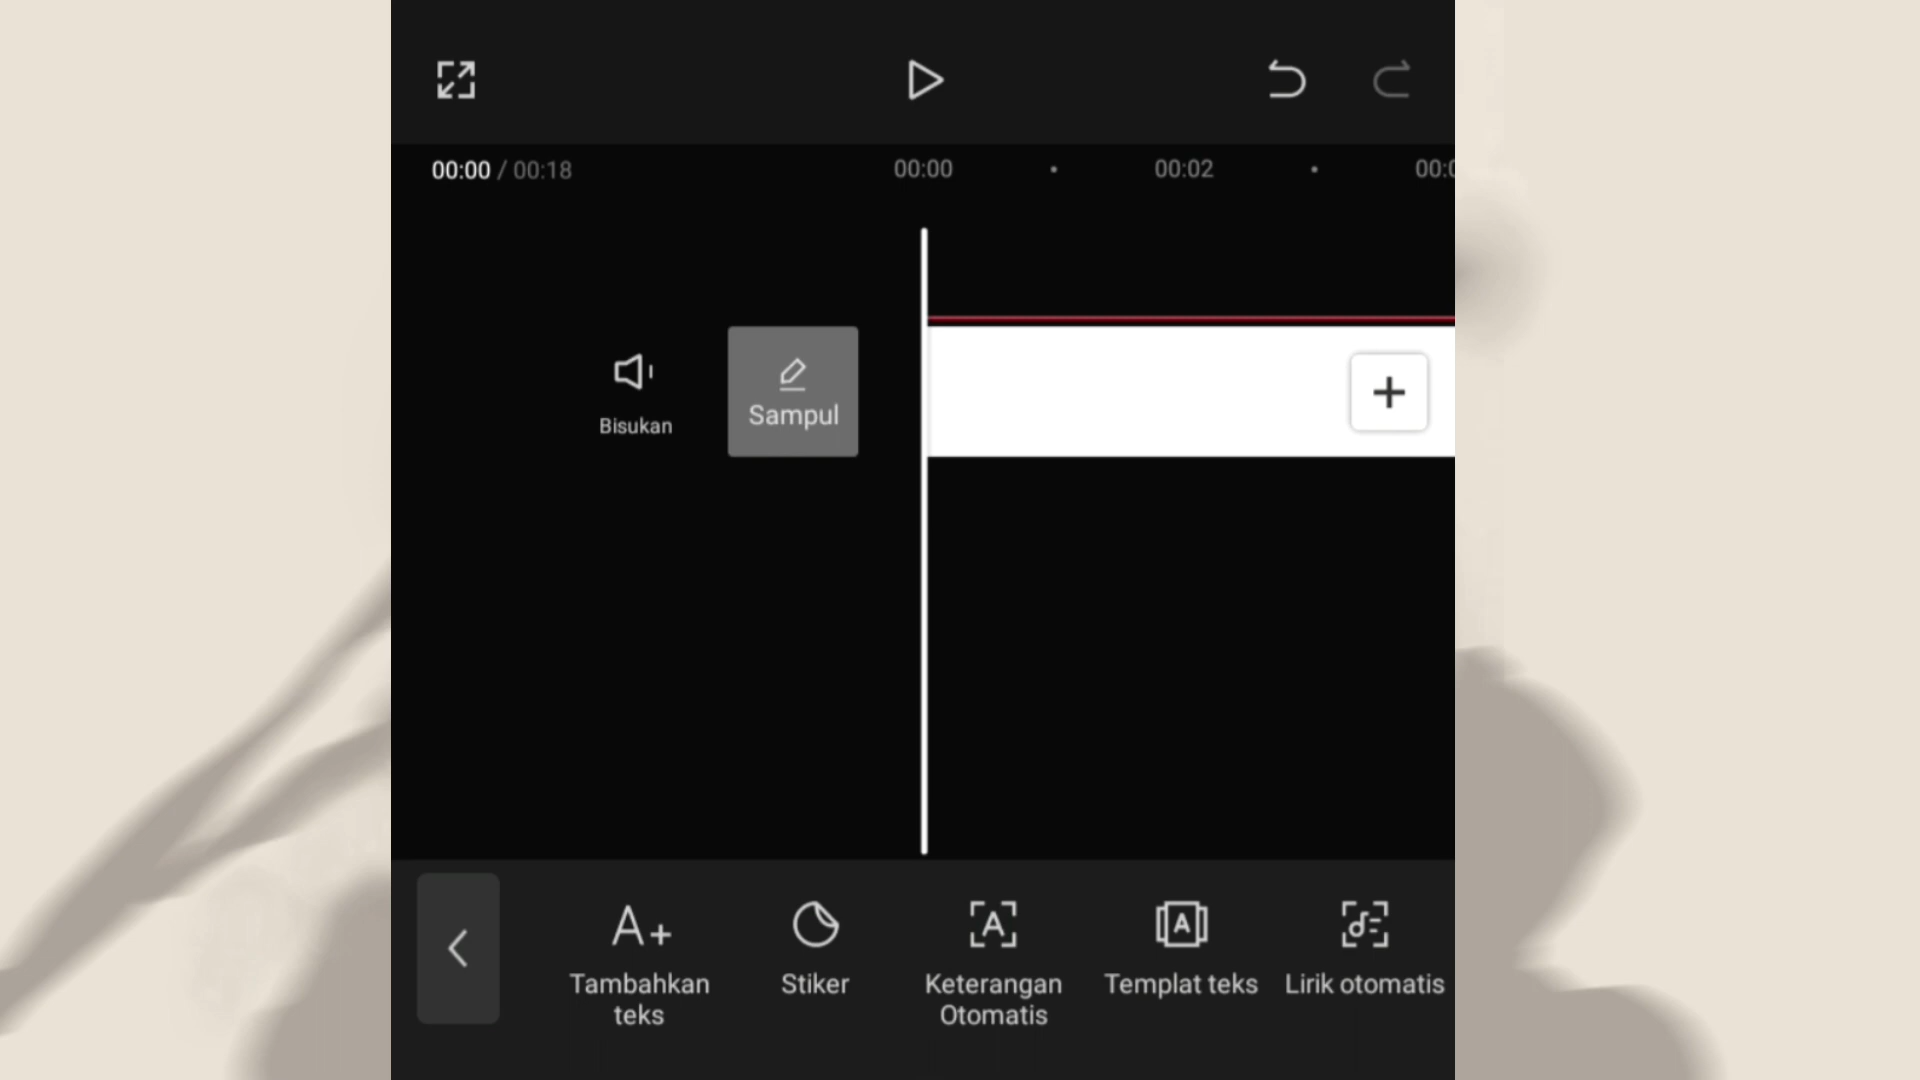 00:00 / 00:18
00:00
00:02
Bisukan
Sampul
Tambahkan
teks
Stiker
Keterangan
Otomatis
Templat teks
Lirik otomatis